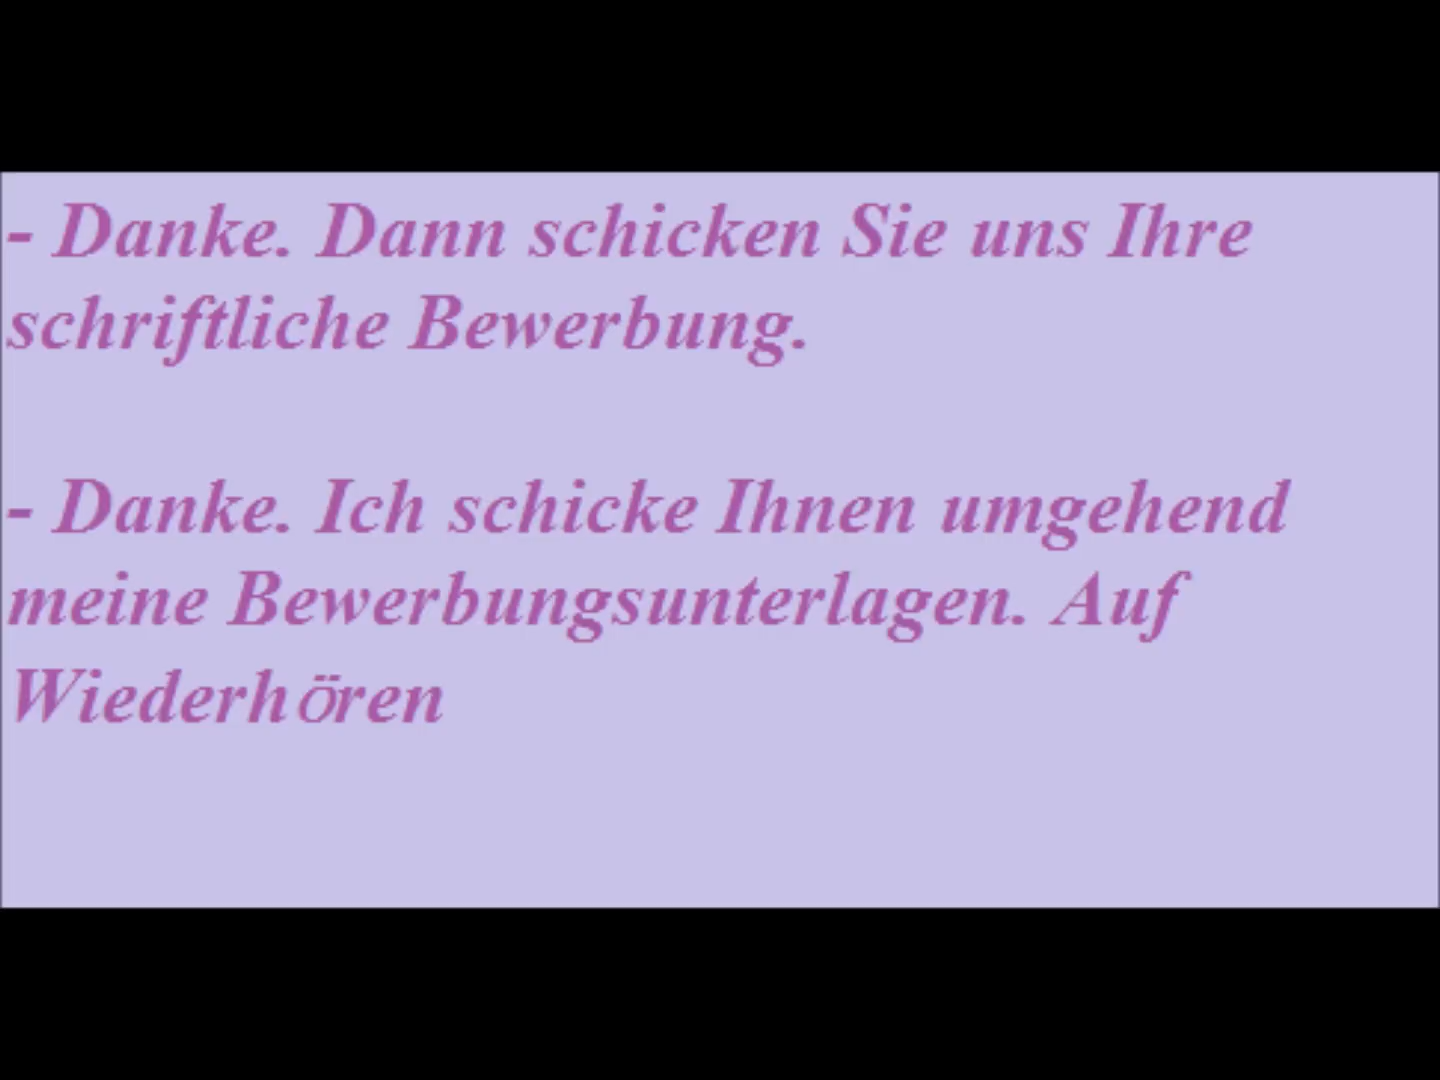 - Danke. Dann schicken Sie uns Ihre
schriftliche Bewerbung.
- Danke. Ich schicke Ihnen umgehend
meine Bewerbungsunterlagen. Auf
Wiederhören